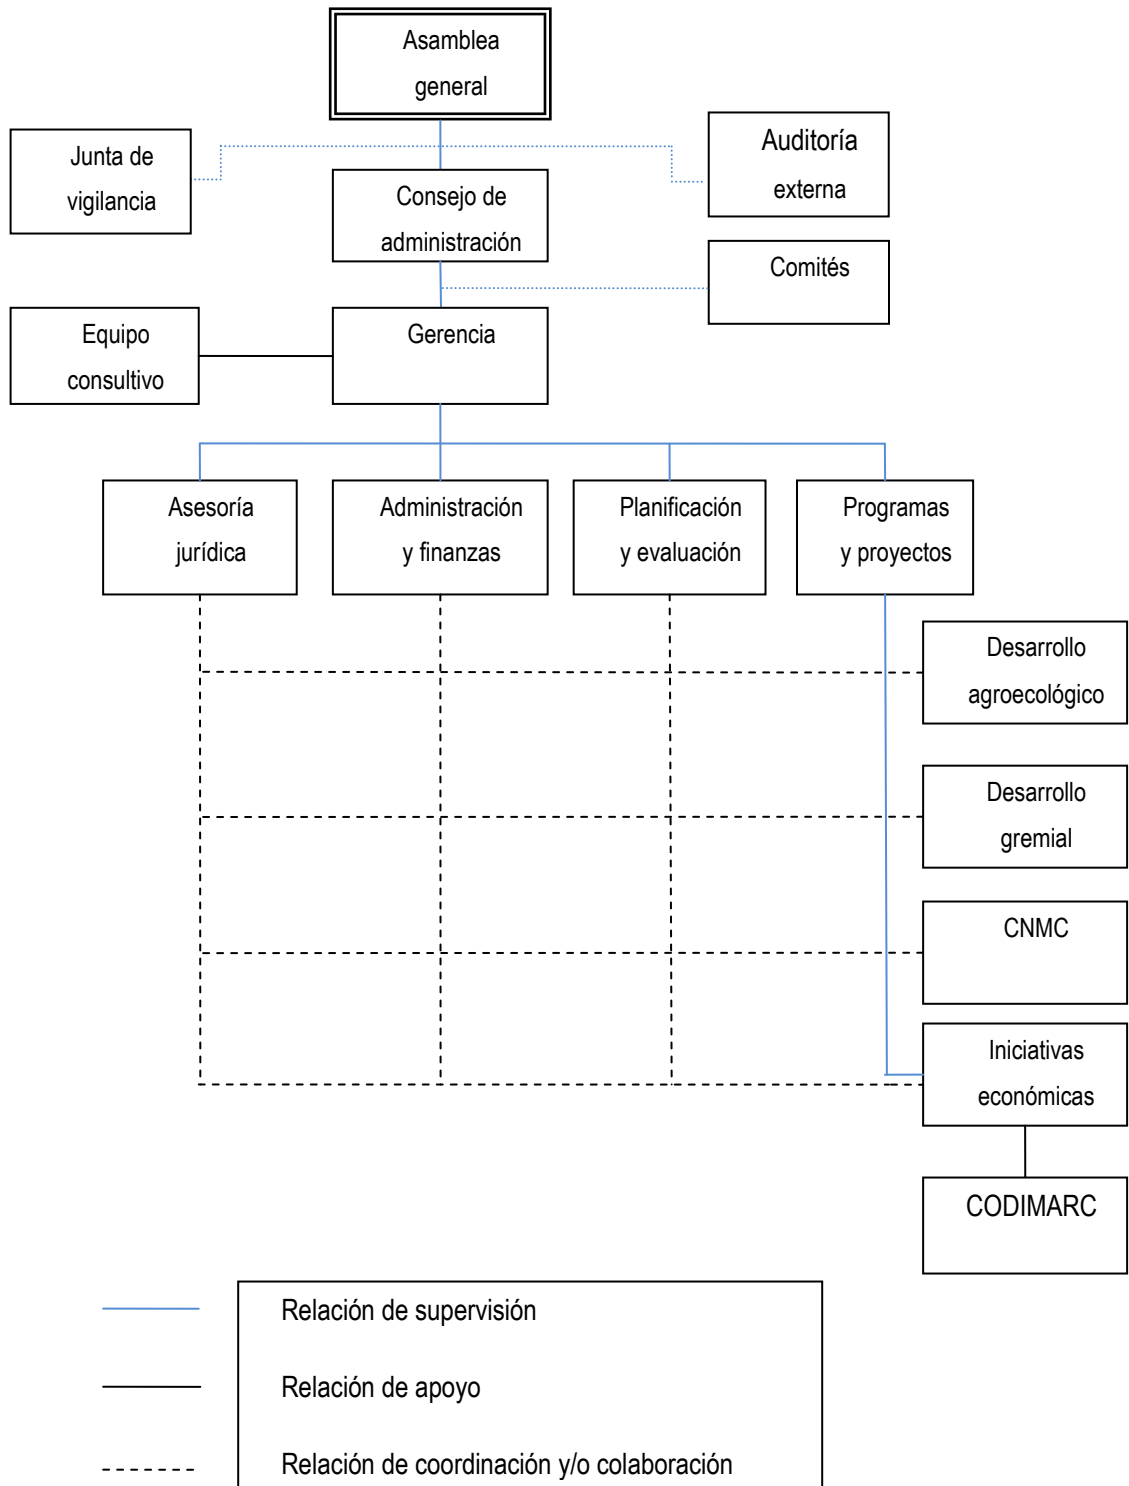 Asamblea
general
Junta de
vigilancia
Auditoría
externa
Consejo de
administración
Comités
Equipo
consultivo
Gerencia
Asesoría
jurídica
Administración
y finanzas
Planificación
y evaluación
Programas
y proyectos
Desarrollo
agroecológico
Desarrollo
gremial
CNMC
Iniciativas
económicas
CODIMARC
Relación de supervisión
Relación de apoyo
Relación de coordinación y/o colaboración